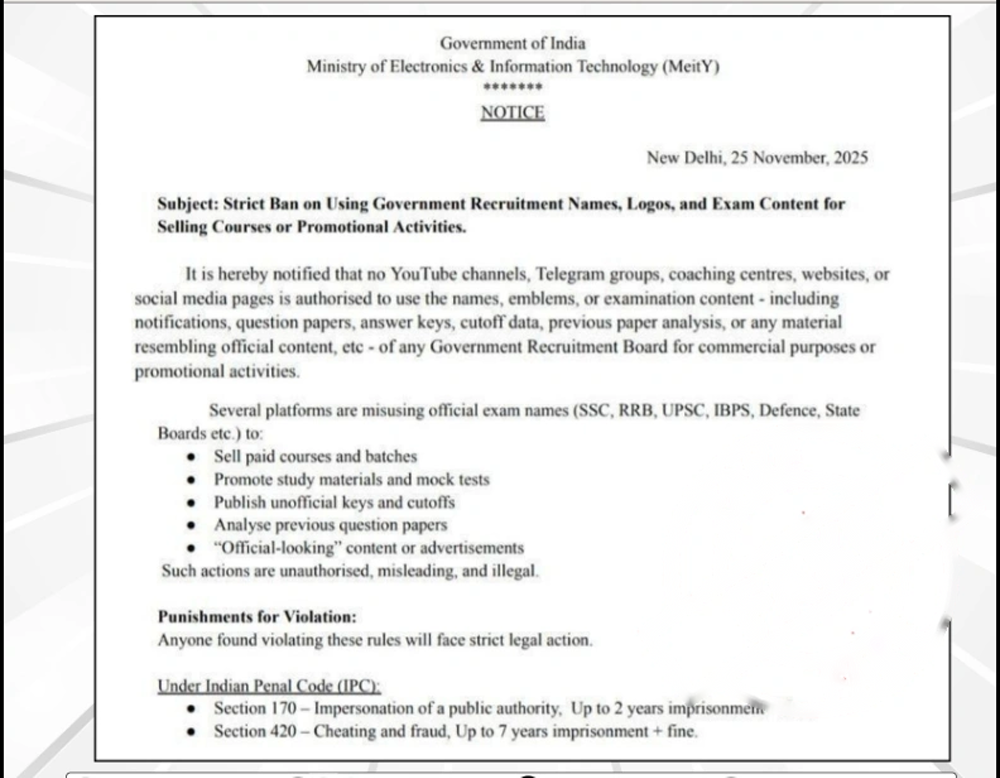 Government of India
Ministry of Electronics & Information Technology (MeitY)
*******
NOTICE
New Delhi, 25 November, 2025
Subject: Strict Ban on Using Government Recruitment Names, Logos, and Exam Content for
Selling Courses or Promotional Activities.
It is hereby notified that no YouTube channels, Telegram groups, coaching centres, websites, or
social media pages is authorised to use the names, emblems, or examination content - including
notifications, question papers, answer keys, cutoff data, previous paper analysis, or any material
resembling official content, etc - of any Government Recruitment Board for commercial purposes or
promotional activities.
Several platforms are misusing official exam names (SSC, RRB, UPSC, IBPS, Defence, State
Boards etc.) to:
● Sell paid courses and batches
● Promote study materials and mock tests
● Publish unofficial keys and cutoffs
● Analyse previous question papers
● “Official-looking” content or advertisements
Such actions are unauthorised, misleading, and illegal.
Punishments for Violation:
Anyone found violating these rules will face strict legal action.
Under Indian Penal Code (IPC):
● Section 170 – Impersonation of a public authority, Up to 2 years imprisonment
● Section 420 – Cheating and fraud, Up to 7 years imprisonment + fine.